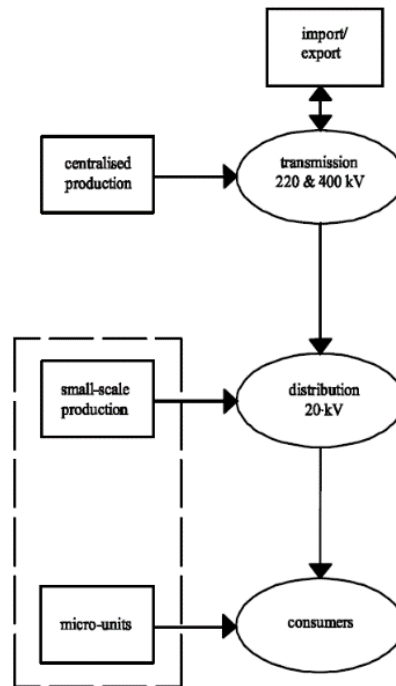 import/
export
centralised
production
transmission
220 & 400 kV
small-scale
production
distribution
20·kV
micro-units
consumers